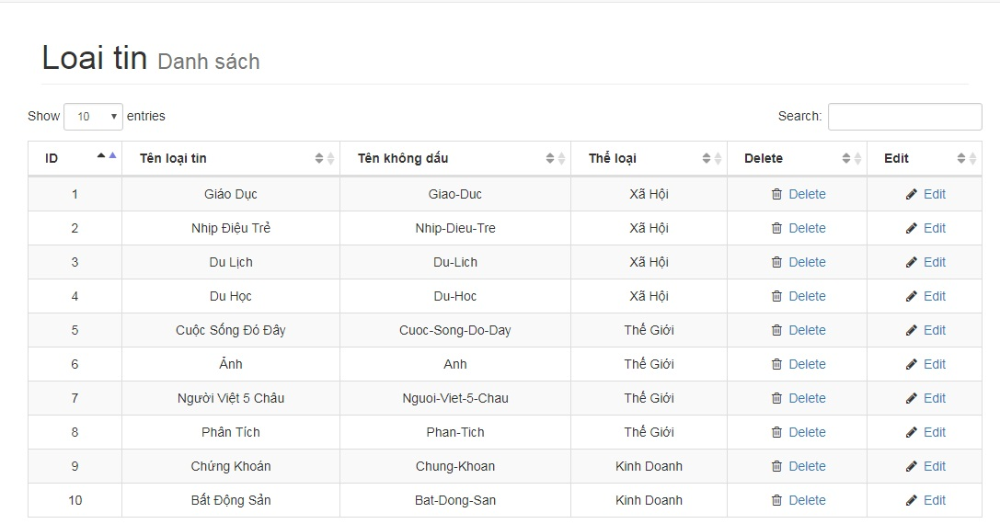 Loai tin Danh sách
Show 10 entries Search:
ID Tên loại tin Tên không dấu Thể loại Delete Edit
1 Giáo Dục Giao-Duc Xã Hội Delete Edit
2 Nhịp Điệu Trẻ Nhip-Dieu-Tre Xã Hội Delete Edit
3 Du Lịch Du-Lich Xã Hội Delete Edit
4 Du Học Du-Hoc Xã Hội Delete Edit
5 Cuộc Sống Đó Đây Cuoc-Song-Do-Day Thế Giới Delete Edit
6 Ảnh Anh Thế Giới Delete Edit
7 Người Việt 5 Châu Nguoi-Viet-5-Chau Thế Giới Delete Edit
8 Phân Tích Phan-Tich Thế Giới Delete Edit
9 Chứng Khoán Chung-Khoan Kinh Doanh Delete Edit
10 Bất Động Sản Bat-Dong-San Kinh Doanh Delete Edit